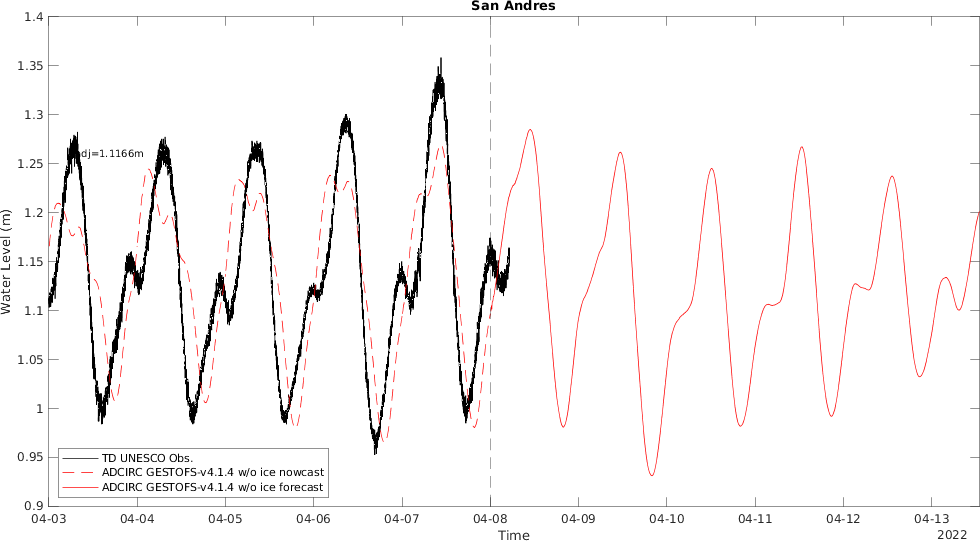 San Andres
1.4
1.35
1.3
1.25
1.2
1.15
1.1
1.05
1
0.95
0.9
Water Level (m)
dj=1.1166m
TD UNESCO Obs.
ADCIRC GESTOFS-v4.1.4 w/o ice nowcast
ADCIRC GESTOFS-v4.1.4 w/o ice forecast
04-03 04-04 04-05 04-06 04-07 04-08 04-09 04-10 04-11 04-12 04-13
Time
2022